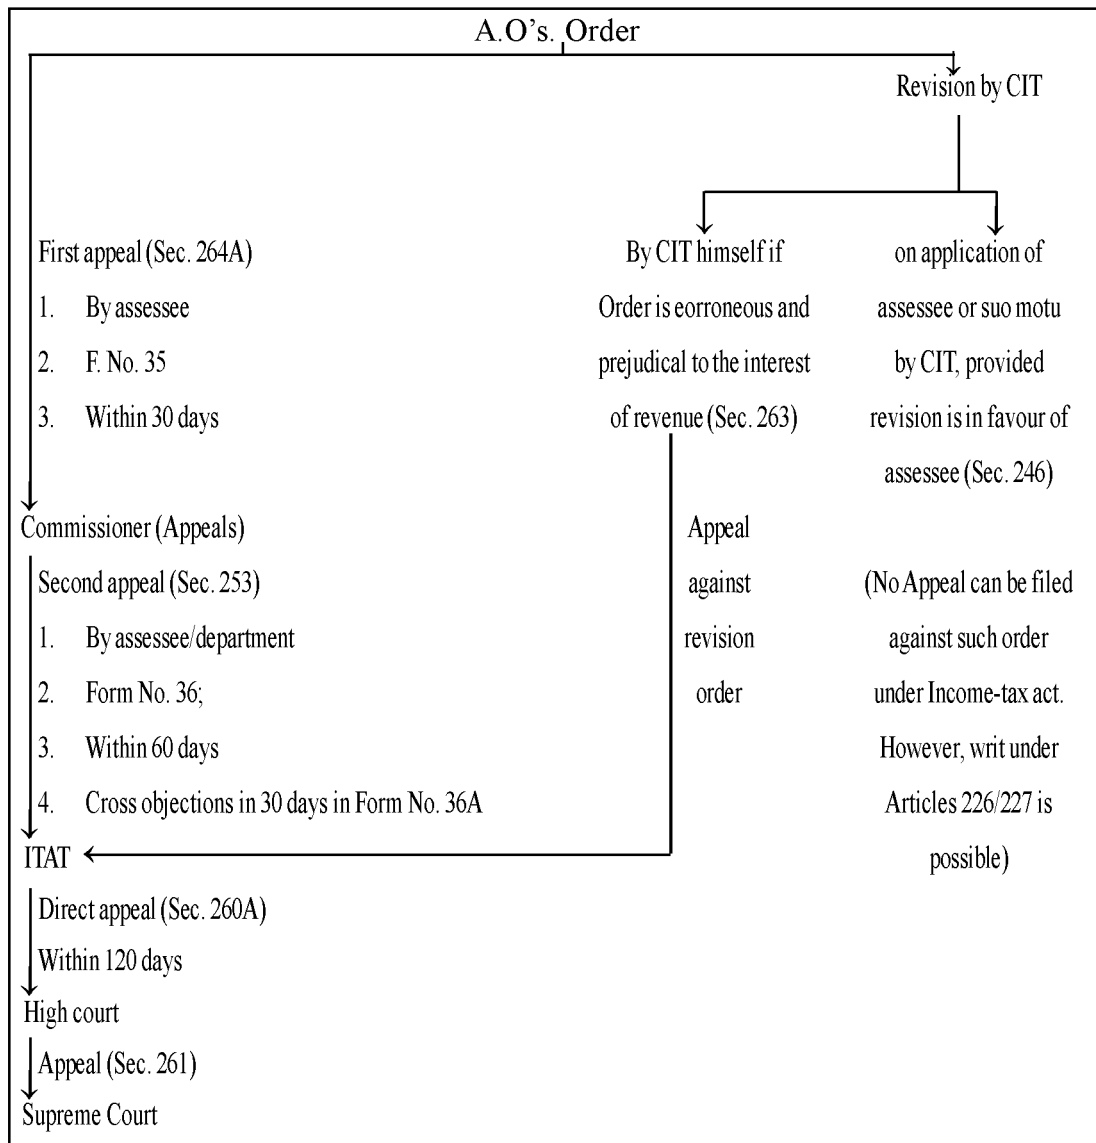 A.O's. Order
Revision by CIT
First appeal (Sec. 264A)
1. By assessee
2. F. No. 35
3. Within 30 days
By CIT himself if
Order is eorroneous and
prejudical to the interest
of revenue (Sec. 263)
on application of
assessee or suo motu
by CIT, provided
revision is in favour of
assessee (Sec. 246)
Commissioner (Appeals)
Second appeal (Sec. 253)
1. By assessee/department
2. Form No. 36;
3. Within 60 days
4. Cross objections in 30 days in Form No. 36A
Appeal
against
revision
order
(No Appeal can be filed
against such order
under Income-tax act.
However, writ under
Articles 226/227 is
possible)
ITAT
Direct appeal (Sec. 260A)
Within 120 days
High court
Appeal (Sec. 261)
Supreme Court